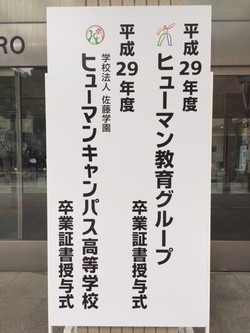 平成29年度
ヒューマン教育グループ
卒業証書授与式
平成29年度
学校法人 佐藤学園
ヒューマンキャンパス高等学校
卒業証書授与式
RO